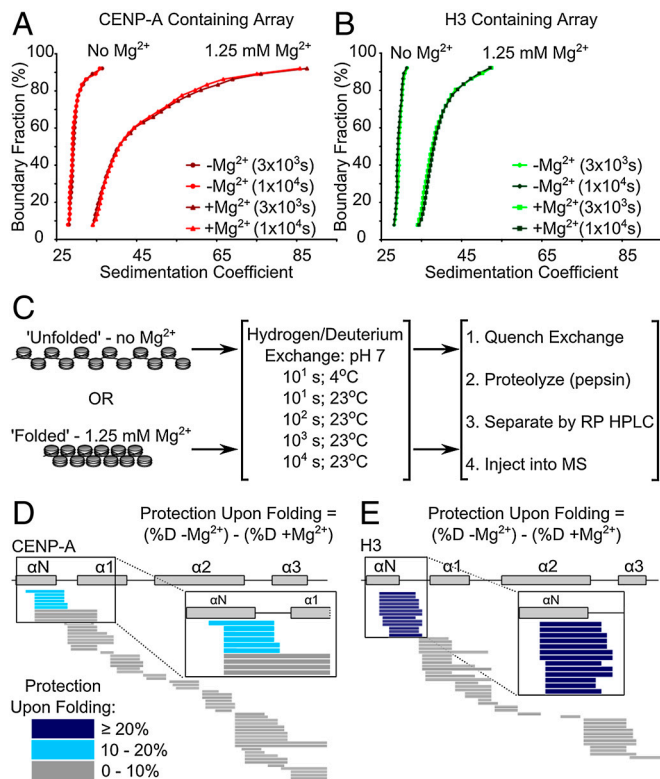 A
CENP-A Containing Array
No Mg2+
1.25 mM Mg2+
Boundary Fraction (%)
100
80
60
40
20
0
-Mg2+ (3x10³s)
-Mg2+ (1x10⁴s)
+Mg2+ (3x10³s)
+Mg2+ (1x10⁴s)
25
45
65
85
Sedimentation Coefficient
B
H3 Containing Array
No Mg2+
1.25 mM Mg2+
Boundary Fraction (%)
100
80
60
40
20
0
-Mg2+ (3x10³s)
-Mg2+ (1x10⁴s)
+Mg2+ (3x10³s)
+Mg2+ (1x10⁴s)
25
45
65
85
Sedimentation Coefficient
C
'Unfolded' - no Mg2+
OR
'Folded' - 1.25 mM Mg2+
Hydrogen/Deuterium
Exchange: pH 7
10¹ s; 4°C
10¹ s; 23°C
10² s; 23°C
10³ s; 23°C
10⁴ s; 23°C
1. Quench Exchange
2. Proteolyze (pepsin)
3. Separate by RP HPLC
4. Inject into MS
D
Protection Upon Folding =
(%D -Mg2+) - (%D +Mg2+)
CENP-A
αN
α1
α2
α3
αN
α1
Protection
Upon Folding:
≥ 20%
10 - 20%
0 - 10%
E
Protection Upon Folding =
(%D -Mg2+) - (%D +Mg2+)
H3
αN
α1
α2
α3
αN